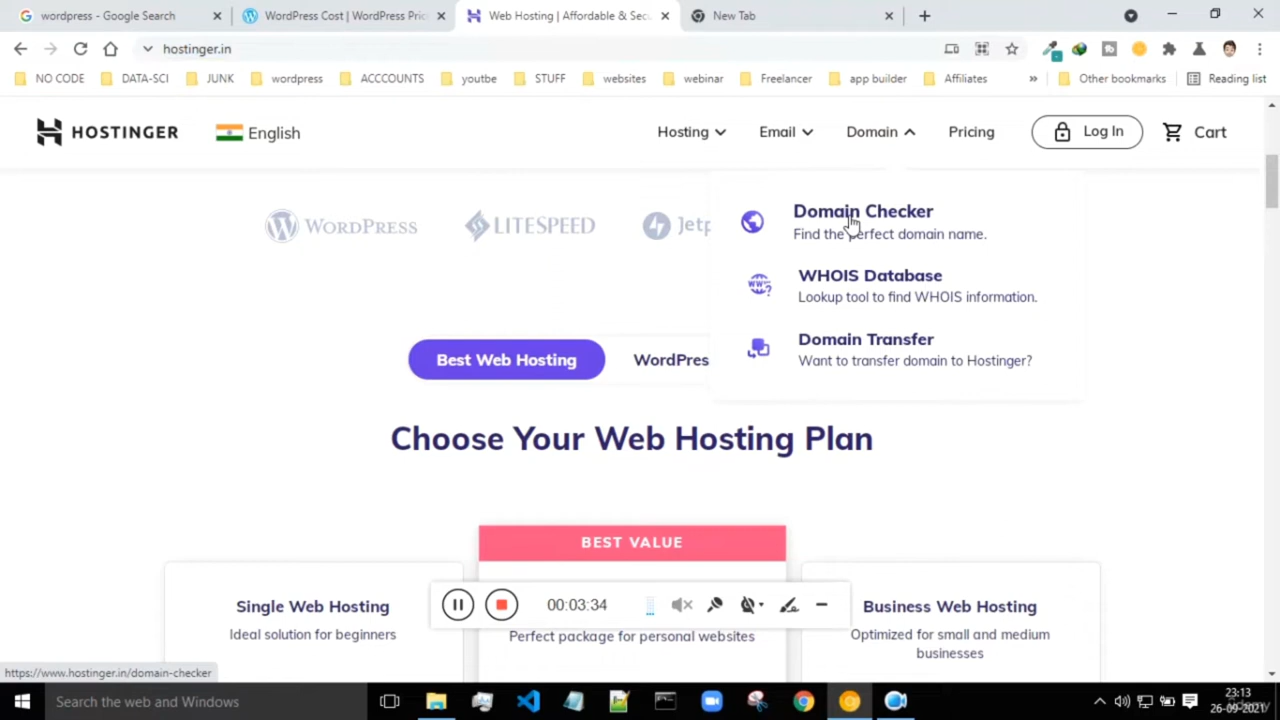 wordpress - Google Search
WordPress Cost | WordPress Pric
Web Hosting | Affordable & Secu
New Tab
hostinger.in
NO CODE
DATA-SCI
JUNK
wordpress
ACCCOUNTS
youtbe
STUFF
websites
webinar
Freelancer
app builder
Affiliates
»
Other bookmarks
Reading list
HOSTINGER
English
Hosting
Email
Domain
Pricing
Log In
Cart
WORDPRESS
LITESPEED
Jetp
Domain Checker
Find the perfect domain name.
WHOIS Database
Lookup tool to find WHOIS information.
Domain Transfer
Want to transfer domain to Hostinger?
Best Web Hosting
WordPres
Choose Your Web Hosting Plan
BEST VALUE
Single Web Hosting
Ideal solution for beginners
00:03:34
Perfect package for personal websites
Business Web Hosting
Optimized for small and medium
businesses
https://www.hostinger.in/domain-checker
Search the web and Windows
23:13
26-09-2021